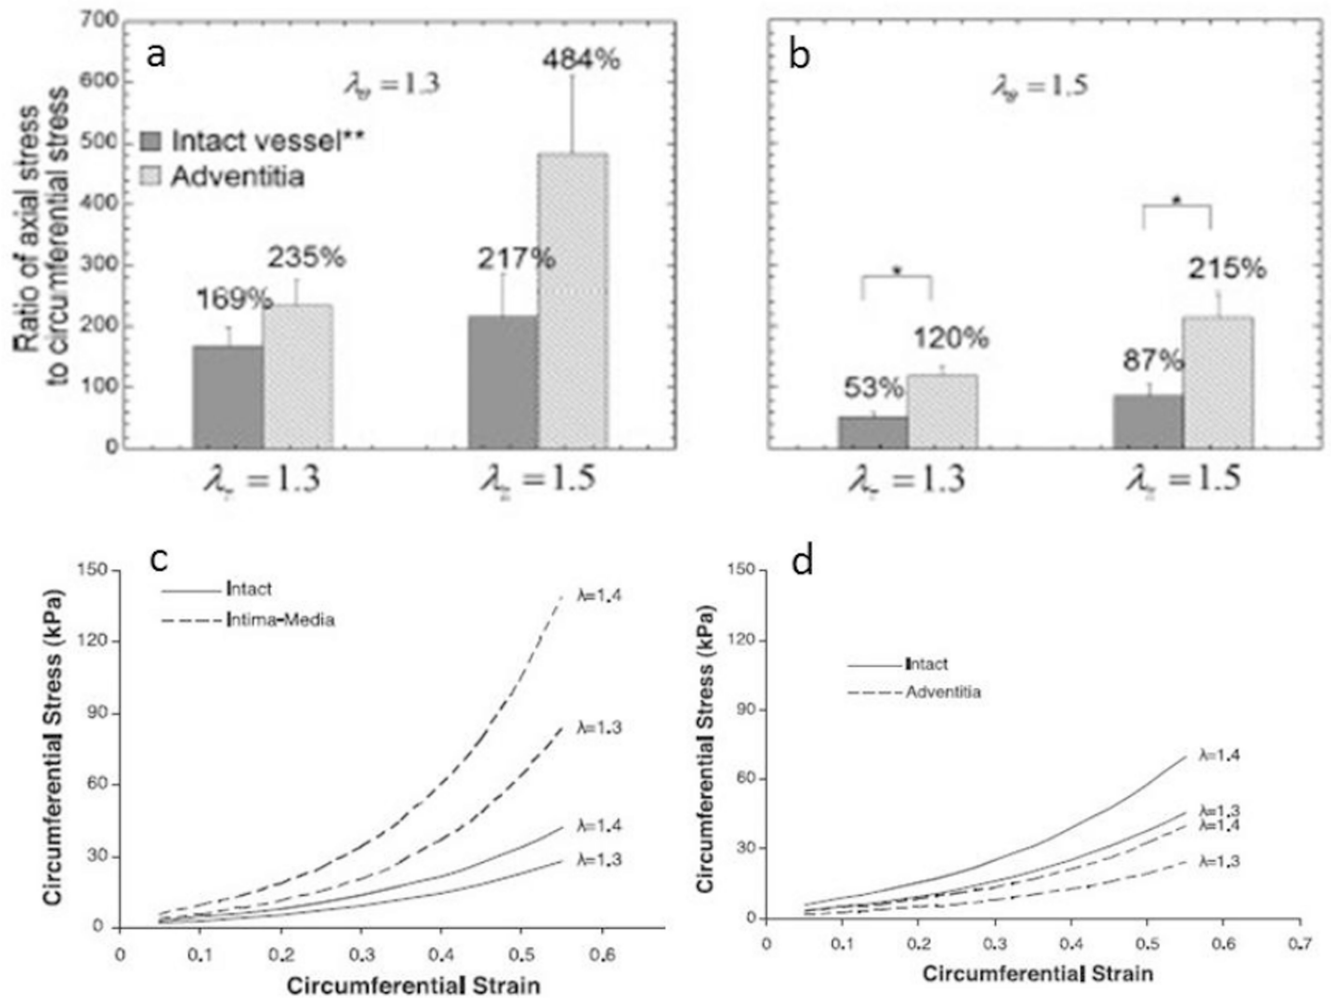 a
λθ = 1.3
700
600
500
400
300
200
100
0
Ratio of axial stress
to circumferential stress
Intact vessel**
Adventitia
169%
235%
217%
484%
λz = 1.3
λz = 1.5
b
λθ = 1.5
*
*
53%
120%
87%
215%
λz = 1.3
λz = 1.5
c
Circumferential Stress (kPa)
150
120
90
60
30
0
Intact
Intima-Media
λ=1.4
λ=1.3
λ=1.4
λ=1.3
0 0.1 0.2 0.3 0.4 0.5 0.6
Circumferential Strain
d
Circumferential Stress (kPa)
150
120
90
60
30
0
Intact
Adventitia
λ=1.4
λ=1.3
λ=1.4
λ=1.3
0 0.1 0.2 0.3 0.4 0.5 0.6 0.7
Circumferential Strain